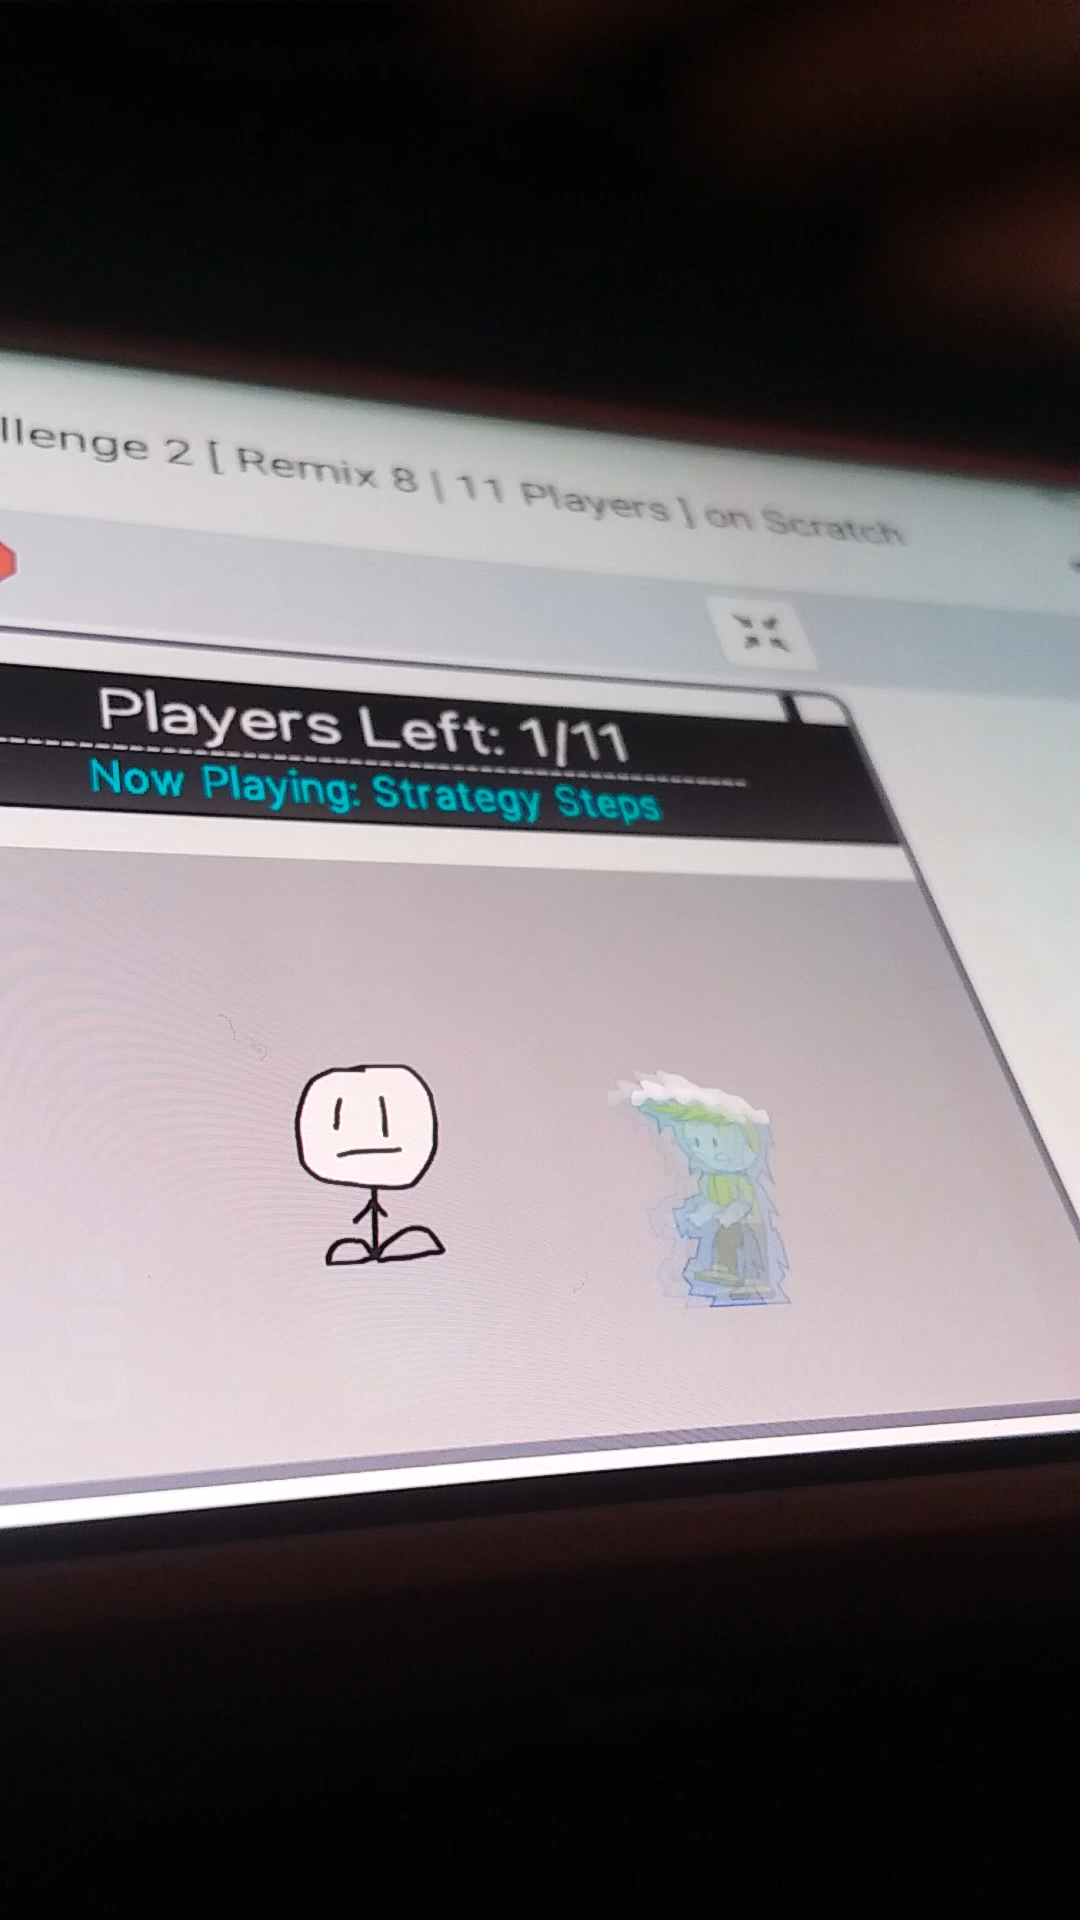 llenge 2 [ Remix 8 | 11 Players ] on Scratch
Players Left: 1/11
Now Playing: Strategy Steps